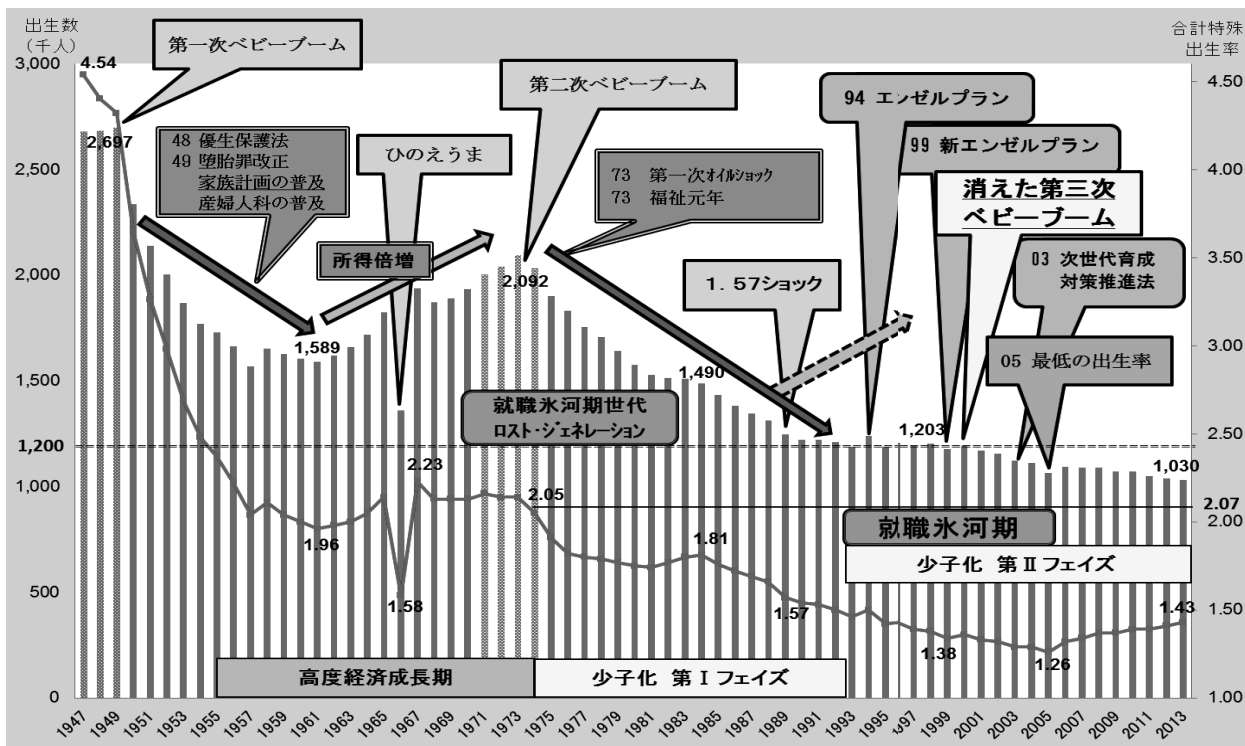 出生数
（千人）
合計特殊
出生率
3,000
2,500
2,000
1,500
1,200
1,000
500
0
4.50
4.00
3.50
3.00
2.50
2.07
2.00
1.50
1.00
4.54
第一次ベビーブーム
2,697
48 優生保護法
49 堕胎罪改正
家族計画の普及
産婦人科の普及
ひのえうま
所得倍増
1,589
第二次ベビーブーム
2,092
73 第一次オイルショック
73 福祉元年
1．57ショック
94 エンゼルプラン
99 新エンゼルプラン
消えた第三次
ベビーブーム
03 次世代育成
対策推進法
05 最低の出生率
1,490
就職氷河期世代
ロスト・ジェネレーション
1,203
1,030
2.23
2.05
1.96
1.58
1.81
1.57
1.38
1.26
1.43
就職氷河期
少子化 第Ⅱフェイズ
高度経済成長期
少子化 第Ⅰフェイズ
1947
1949
1951
1953
1955
1957
1959
1961
1963
1965
1967
1969
1971
1973
1975
1977
1979
1981
1983
1985
1987
1989
1991
1993
1995
1997
1999
2001
2003
2005
2007
2009
2011
2013